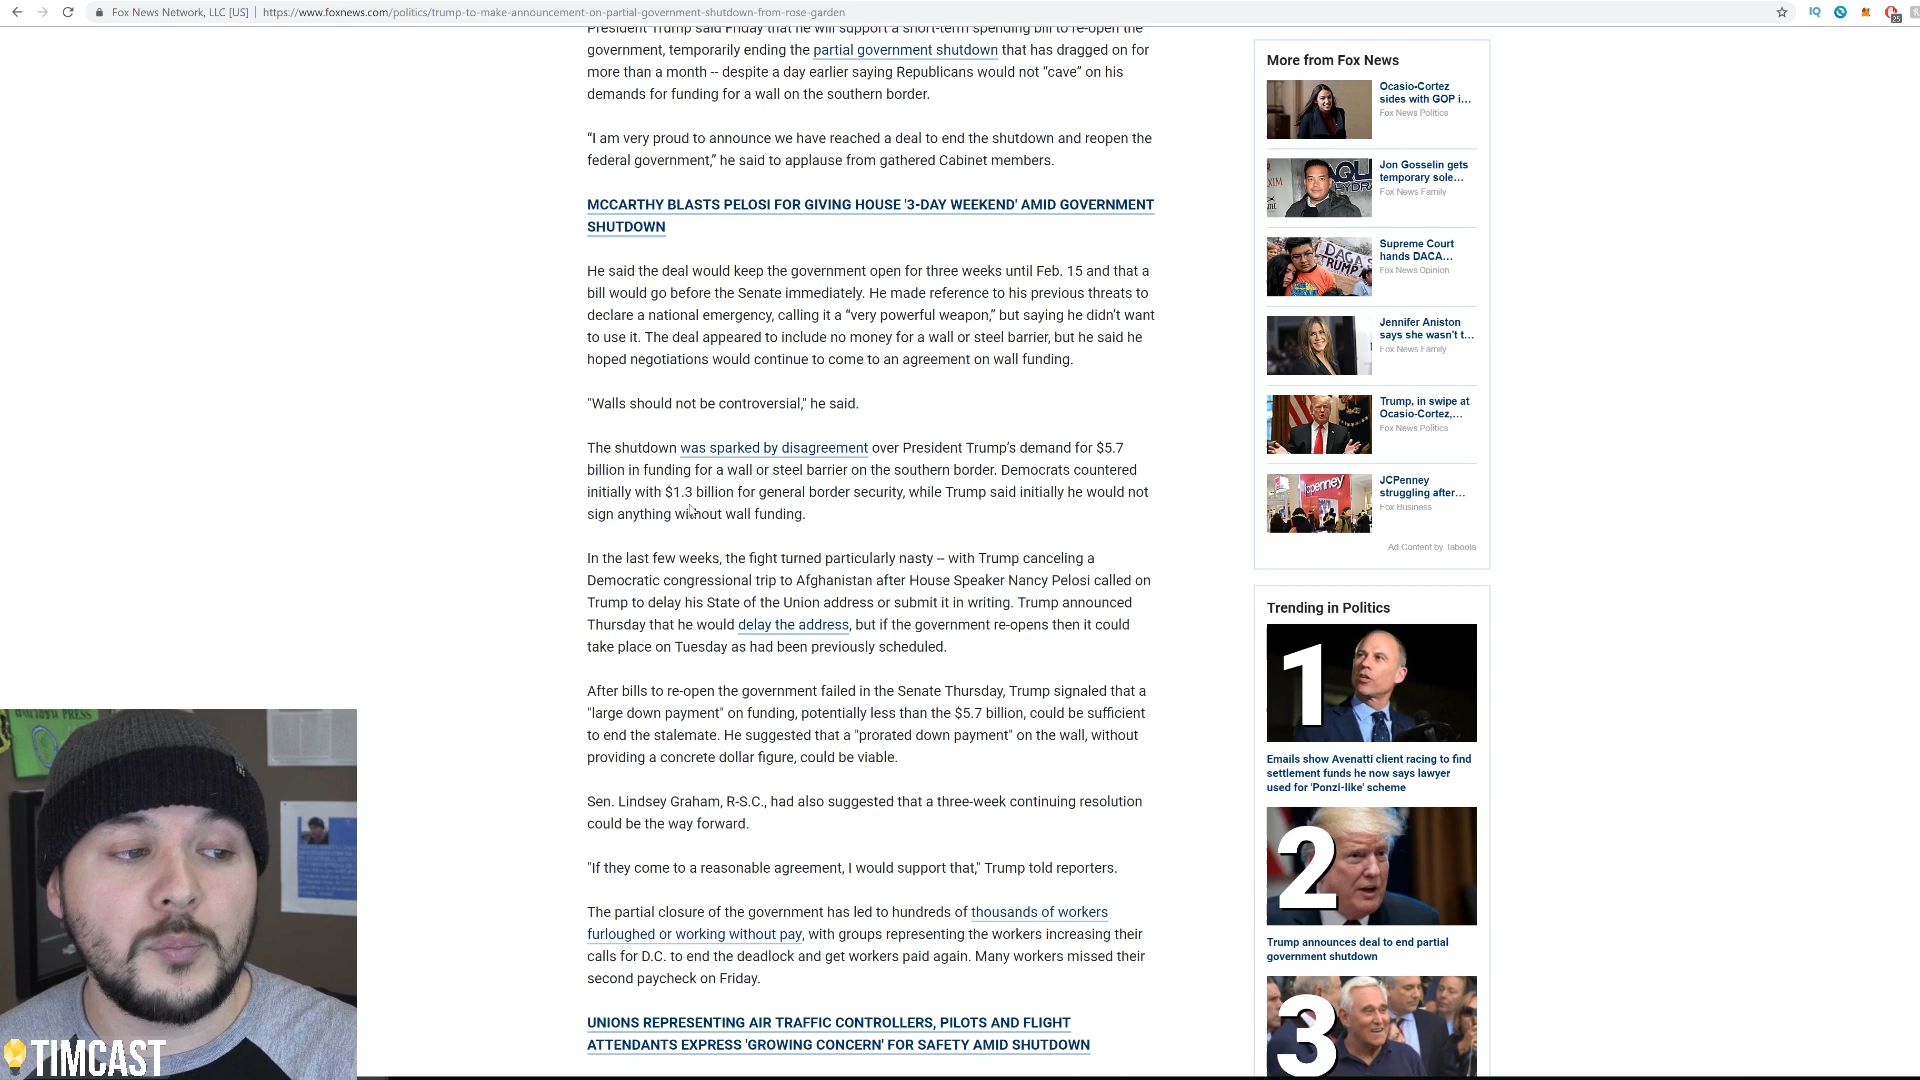 Fox News Network, LLC [US] | https://www.foxnews.com/politics/trump-to-make-announcement-on-partial-government-shutdown-from-rose-garden
President Trump said Friday that he will support a short-term spending bill to re-open the
government, temporarily ending the partial government shutdown that has dragged on for
more than a month -- despite a day earlier saying Republicans would not “cave” on his
demands for funding for a wall on the southern border.
“I am very proud to announce we have reached a deal to end the shutdown and reopen the
federal government,” he said to applause from gathered Cabinet members.
MCCARTHY BLASTS PELOSI FOR GIVING HOUSE '3-DAY WEEKEND' AMID GOVERNMENT
SHUTDOWN
He said the deal would keep the government open for three weeks until Feb. 15 and that a
bill would go before the Senate immediately. He made reference to his previous threats to
declare a national emergency, calling it a “very powerful weapon,” but saying he didn’t want
to use it. The deal appeared to include no money for a wall or steel barrier, but he said he
hoped negotiations would continue to come to an agreement on wall funding.
"Walls should not be controversial," he said.
The shutdown was sparked by disagreement over President Trump’s demand for $5.7
billion in funding for a wall or steel barrier on the southern border. Democrats countered
initially with $1.3 billion for general border security, while Trump said initially he would not
sign anything without wall funding.
In the last few weeks, the fight turned particularly nasty -- with Trump canceling a
Democratic congressional trip to Afghanistan after House Speaker Nancy Pelosi called on
Trump to delay his State of the Union address or submit it in writing. Trump announced
Thursday that he would delay the address, but if the government re-opens then it could
take place on Tuesday as had been previously scheduled.
After bills to re-open the government failed in the Senate Thursday, Trump signaled that a
"large down payment" on funding, potentially less than the $5.7 billion, could be sufficient
to end the stalemate. He suggested that a "prorated down payment" on the wall, without
providing a concrete dollar figure, could be viable.
Sen. Lindsey Graham, R-S.C., had also suggested that a three-week continuing resolution
could be the way forward.
"If they come to a reasonable agreement, I would support that," Trump told reporters.
The partial closure of the government has led to hundreds of thousands of workers
furloughed or working without pay, with groups representing the workers increasing their
calls for D.C. to end the deadlock and get workers paid again. Many workers missed their
second paycheck on Friday.
UNIONS REPRESENTING AIR TRAFFIC CONTROLLERS, PILOTS AND FLIGHT
ATTENDANTS EXPRESS 'GROWING CONCERN' FOR SAFETY AMID SHUTDOWN
More from Fox News
Ocasio-Cortez
sides with GOP i...
Fox News Politics
Jon Gosselin gets
temporary sole...
Fox News Family
Supreme Court
hands DACA...
Fox News Opinion
Jennifer Aniston
says she wasn't t...
Fox News Family
Trump, in swipe at
Ocasio-Cortez,...
Fox News Politics
JCPenney
struggling after...
Fox Business
Ad Content by Taboola
Trending in Politics
1
Emails show Avenatti client racing to find
settlement funds he now says lawyer
used for 'Ponzi-like' scheme
2
Trump announces deal to end partial
government shutdown
3
TIMCAST